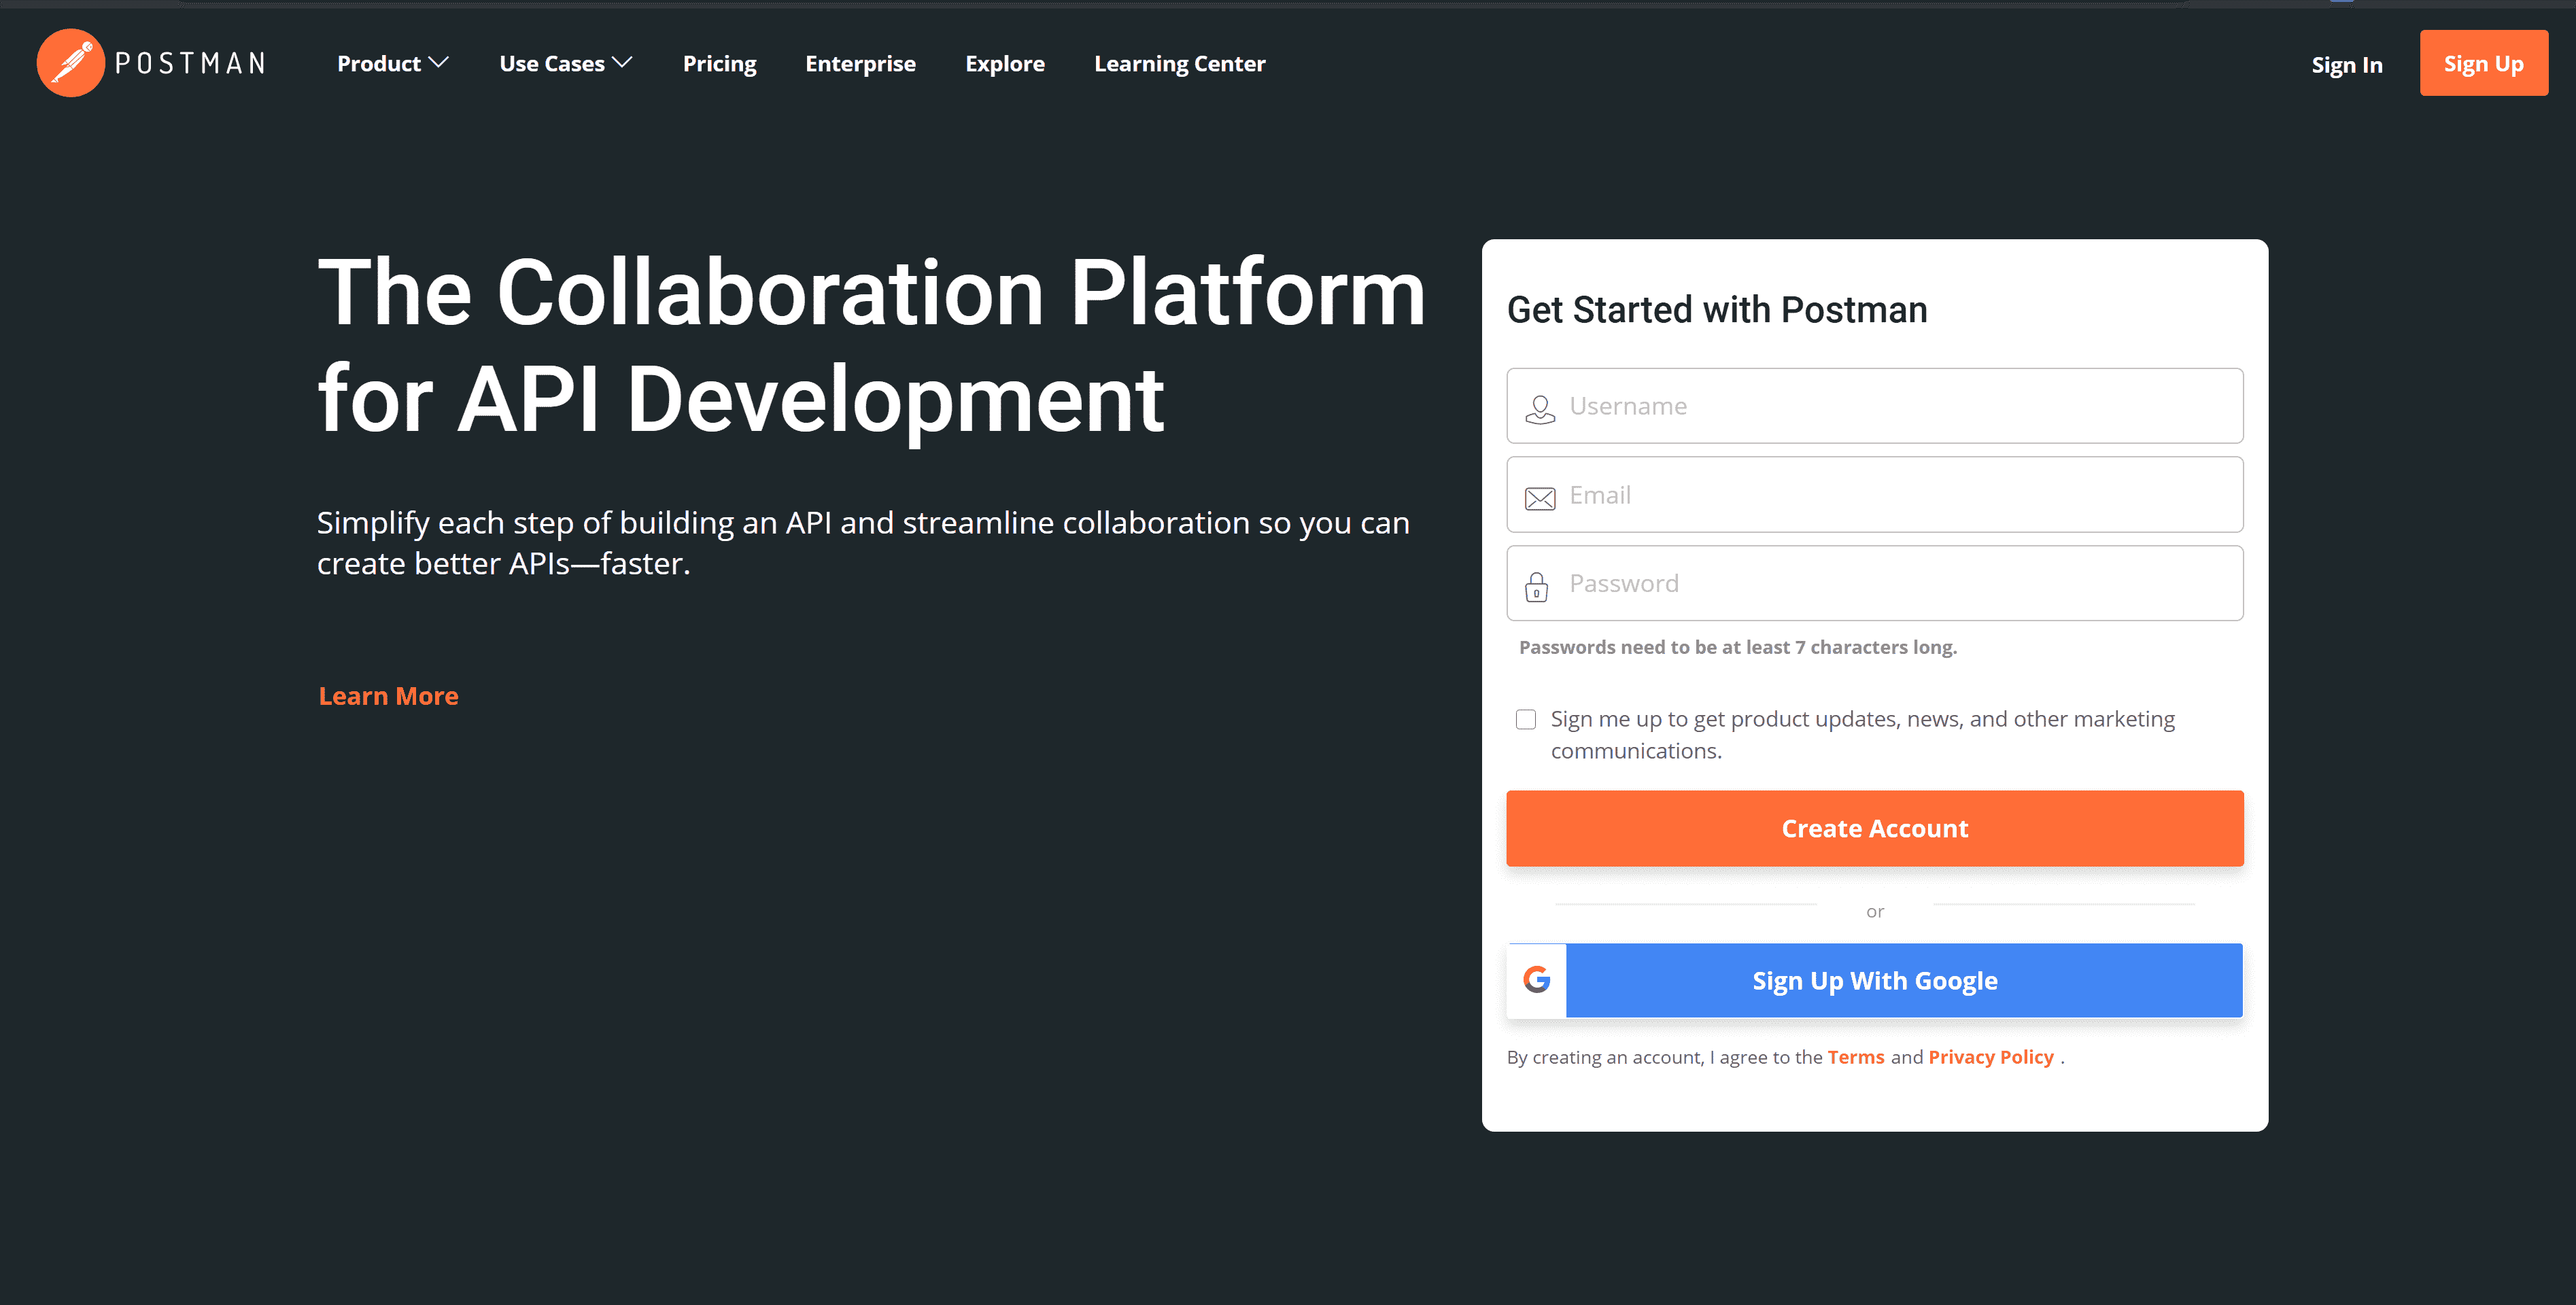 POSTMAN
Product
Use Cases
Pricing
Enterprise
Explore
Learning Center
Sign In
Sign Up
The Collaboration Platform
for API Development
Simplify each step of building an API and streamline collaboration so you can
create better APIs—faster.
Learn More
Get Started with Postman
Username
Email
Password
Passwords need to be at least 7 characters long.
Sign me up to get product updates, news, and other marketing
communications.
Create Account
or
Sign Up With Google
By creating an account, I agree to the Terms and Privacy Policy .